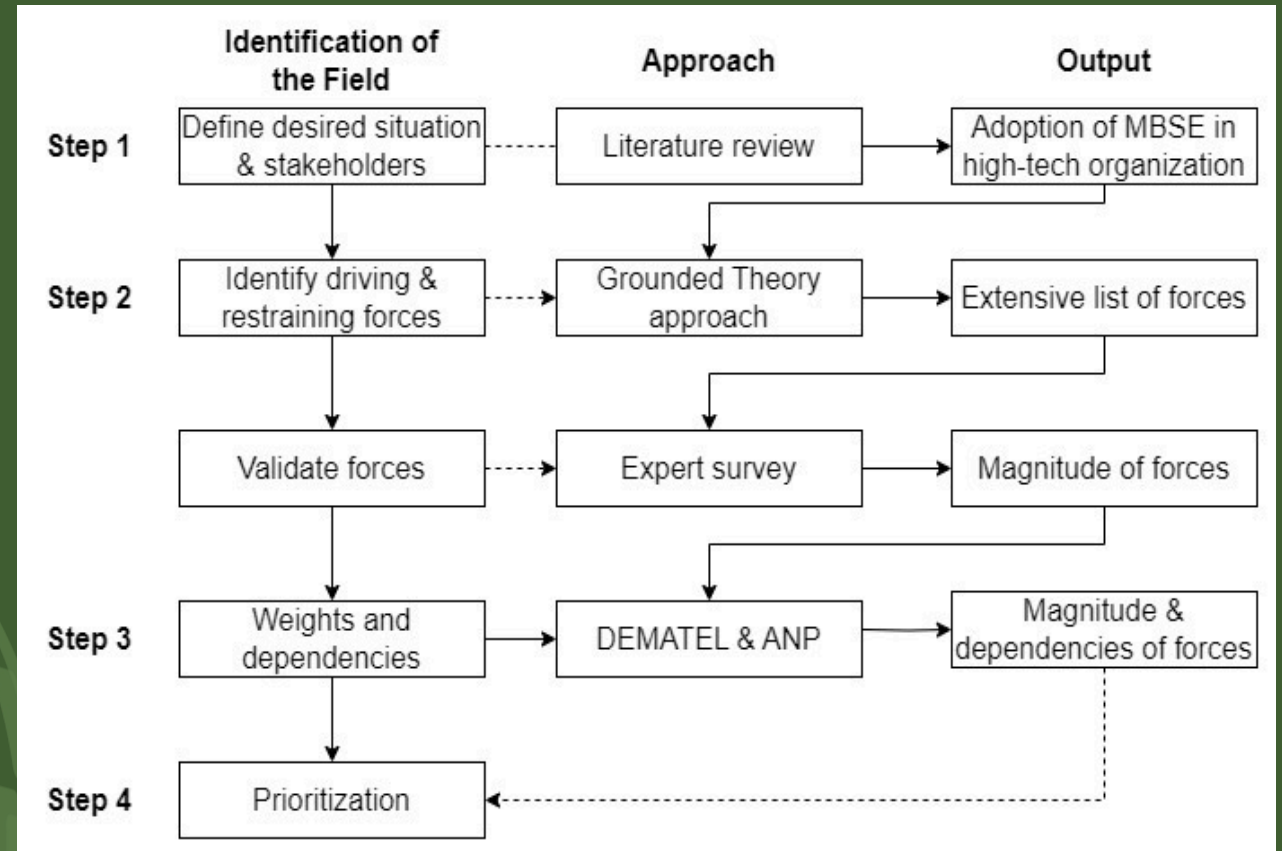 Identification of
the Field
Approach
Output
Step 1
Define desired situation
& stakeholders
Literature review
Adoption of MBSE in
high-tech organization
Step 2
Identify driving &
restraining forces
Grounded Theory
approach
Extensive list of forces
Validate forces
Expert survey
Magnitude of forces
Step 3
Weights and
dependencies
DEMATEL & ANP
Magnitude &
dependencies of forces
Step 4
Prioritization